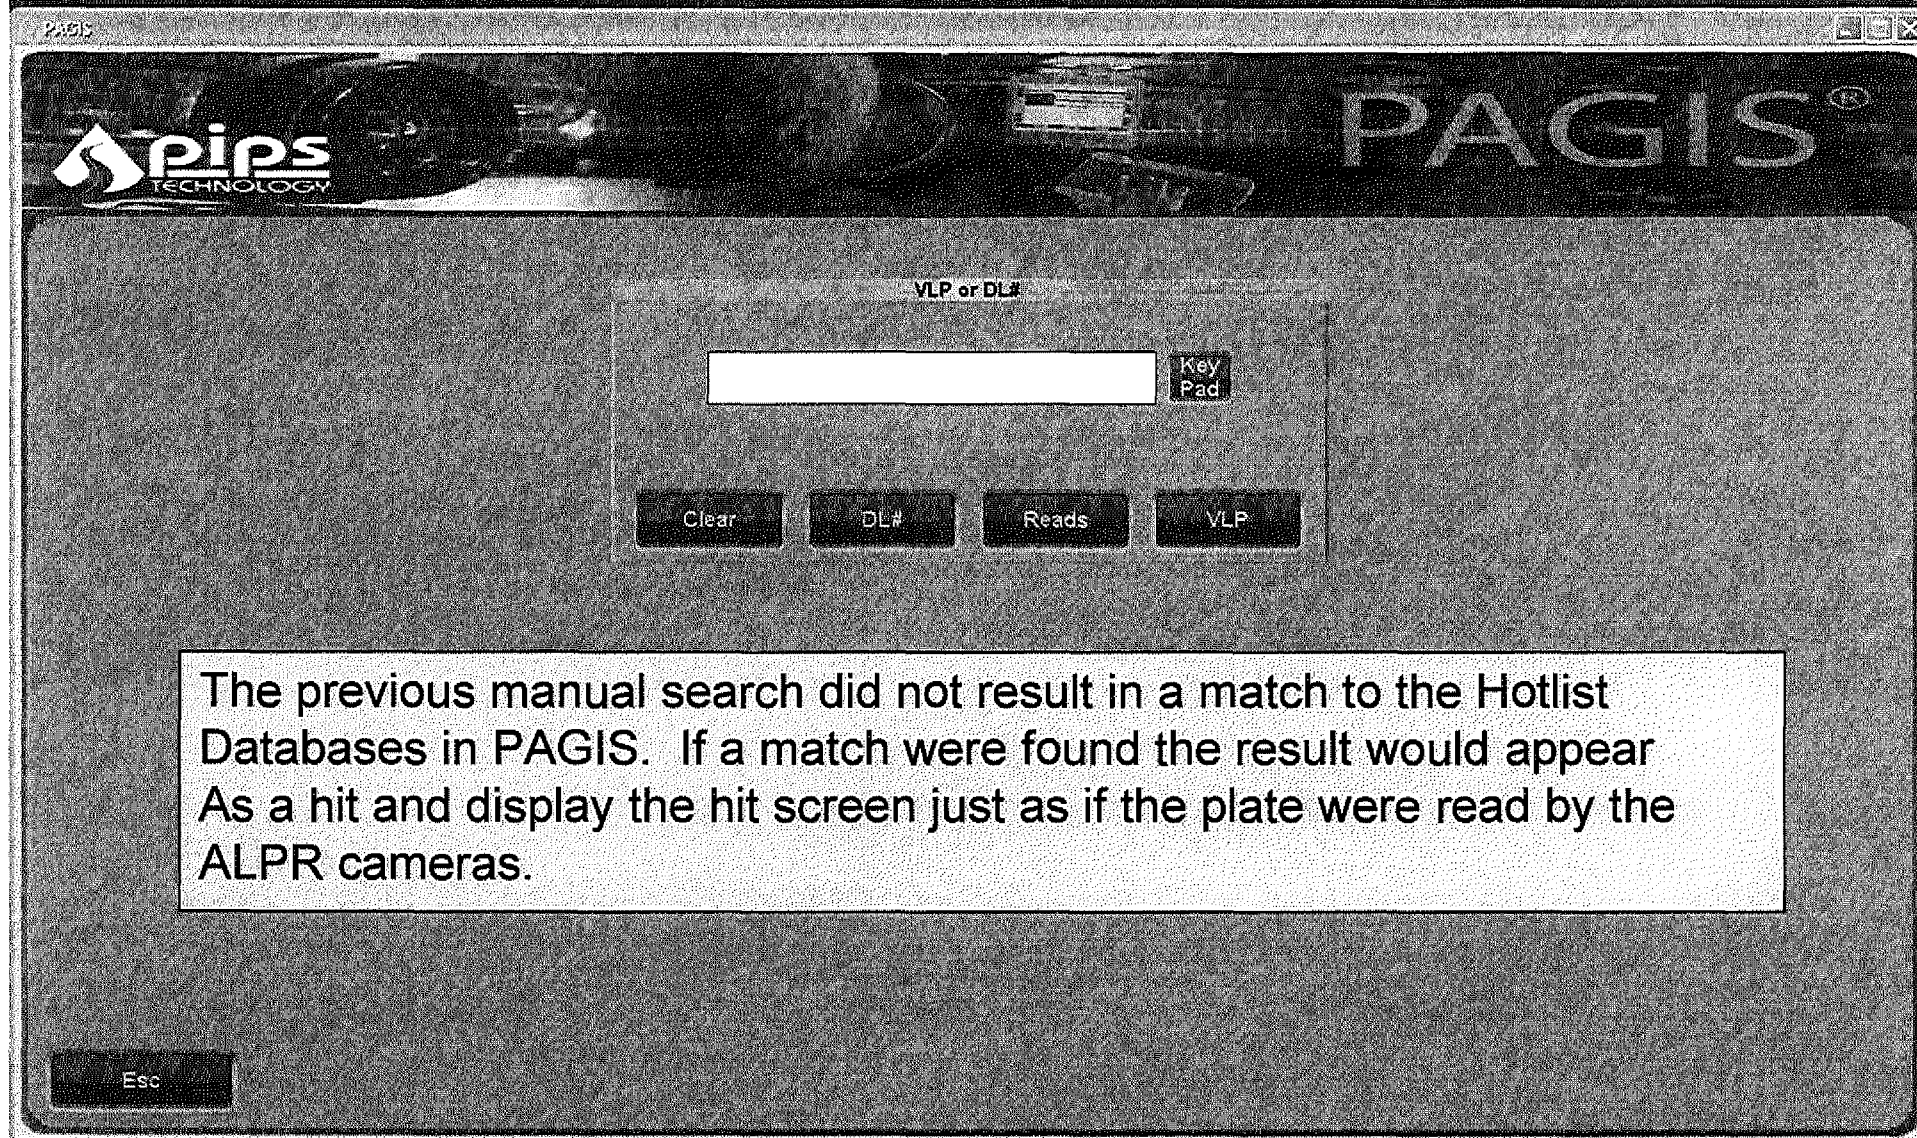 PAGIS
pips
TECHNOLOGY
PAGIS®
VLP or DL#
Key
Pad
Clear
DL#
Reads
VLP
The previous manual search did not result in a match to the Hotlist
Databases in PAGIS.  If a match were found the result would appear
As a hit and display the hit screen just as if the plate were read by the
ALPR cameras.
Esc